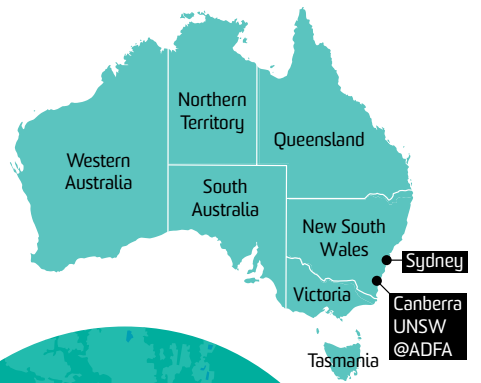 Northern
Territory
Queensland
Western
Australia
South
Australia
New South
Wales
Sydney
Victoria
Canberra
UNSW
@ADFA
Tasmania